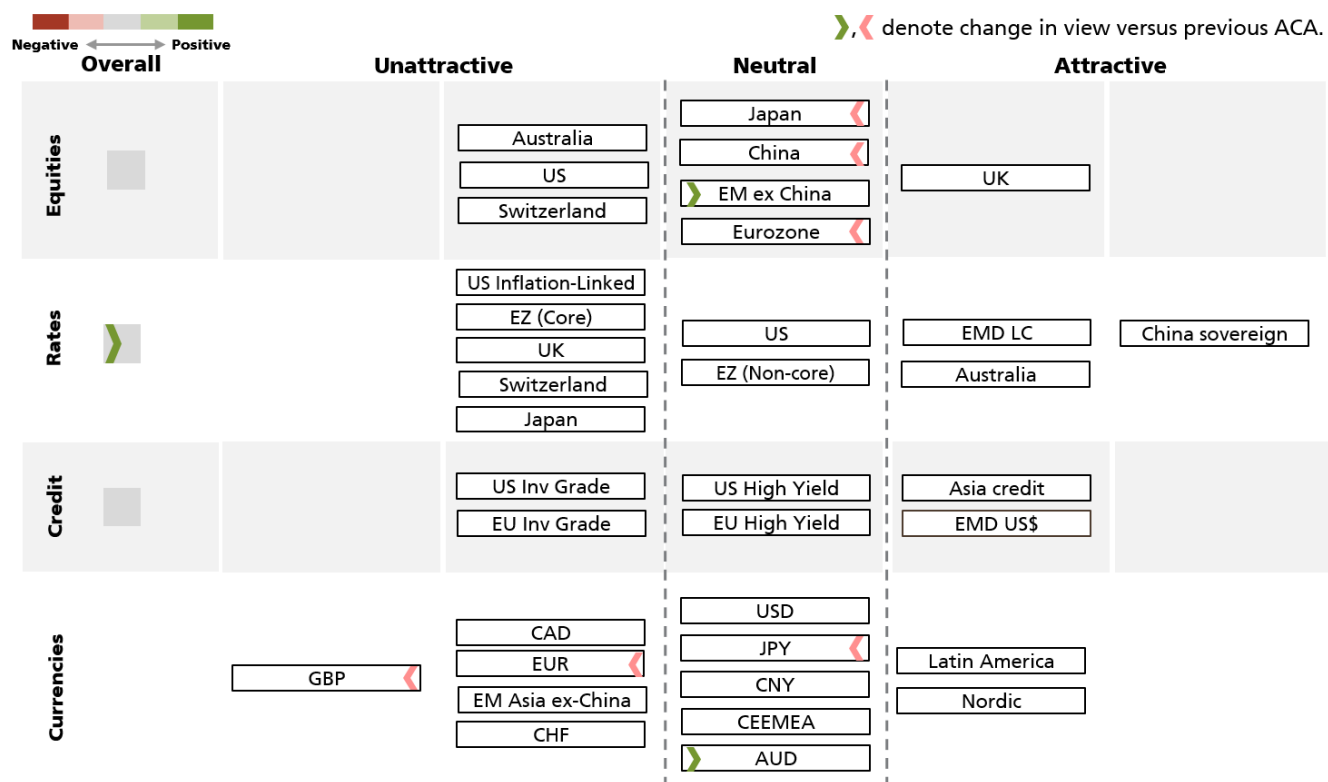 Negative Positive
, denote change in view versus previous ACA.
Overall Unattractive Neutral Attractive
Equities
Australia
US
Switzerland
Japan
China
EM ex China
Eurozone
UK
Rates
US Inflation-Linked
EZ (Core)
UK
Switzerland
Japan
US
EZ (Non-core)
EMD LC
Australia
China sovereign
Credit
US Inv Grade
EU Inv Grade
US High Yield
EU High Yield
Asia credit
EMD US$
Currencies
GBP
CAD
EUR
EM Asia ex-China
CHF
USD
JPY
CNY
CEEMEA
AUD
Latin America
Nordic